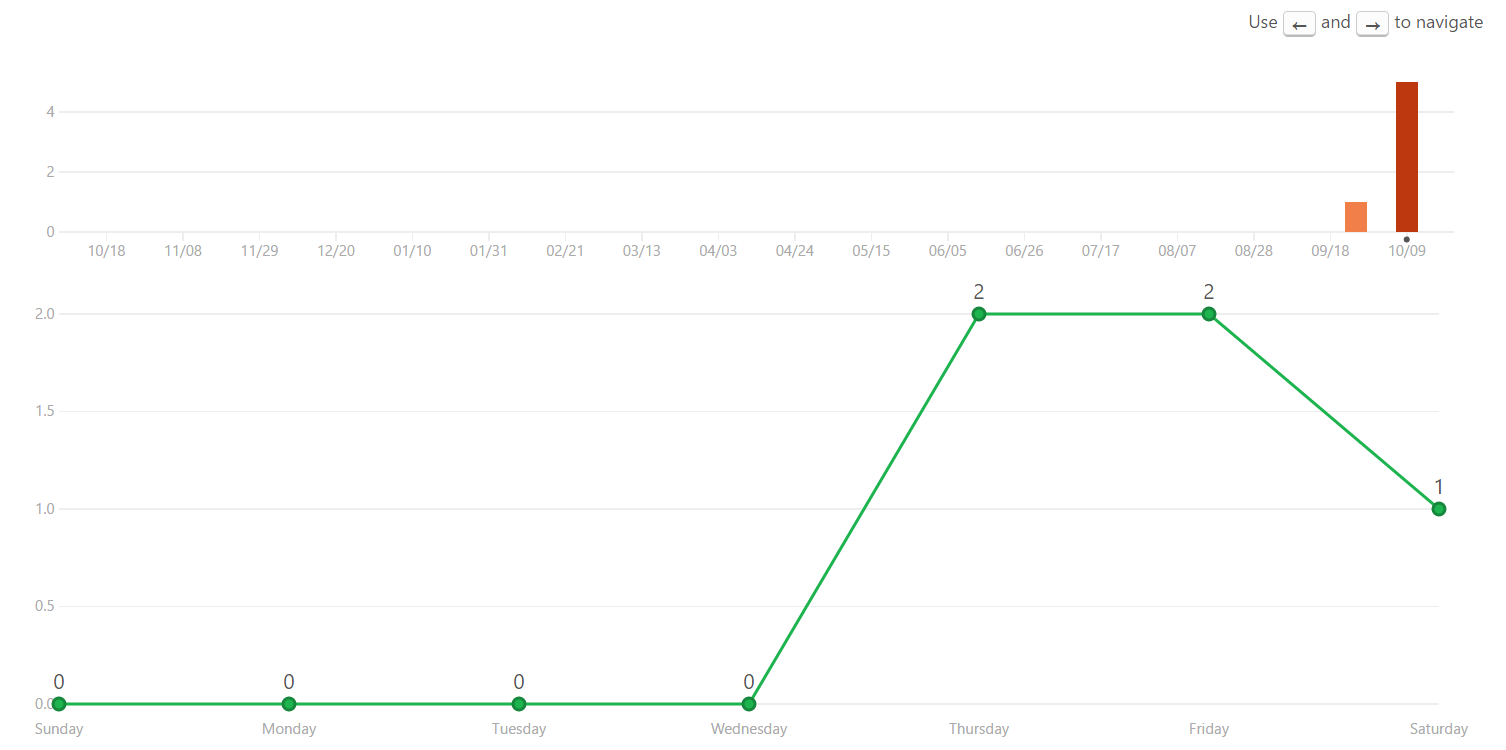 Use ← and → to navigate
4
2
0
10/18 11/08 11/29 12/20 01/10 01/31 02/21 03/13 04/03 04/24 05/15 06/05 06/26 07/17 08/07 08/28 09/18 10/09
2 2
2.0
1.5
1
1.0
0.5
0 0 0 0
0.0
Sunday Monday Tuesday Wednesday Thursday Friday Saturday